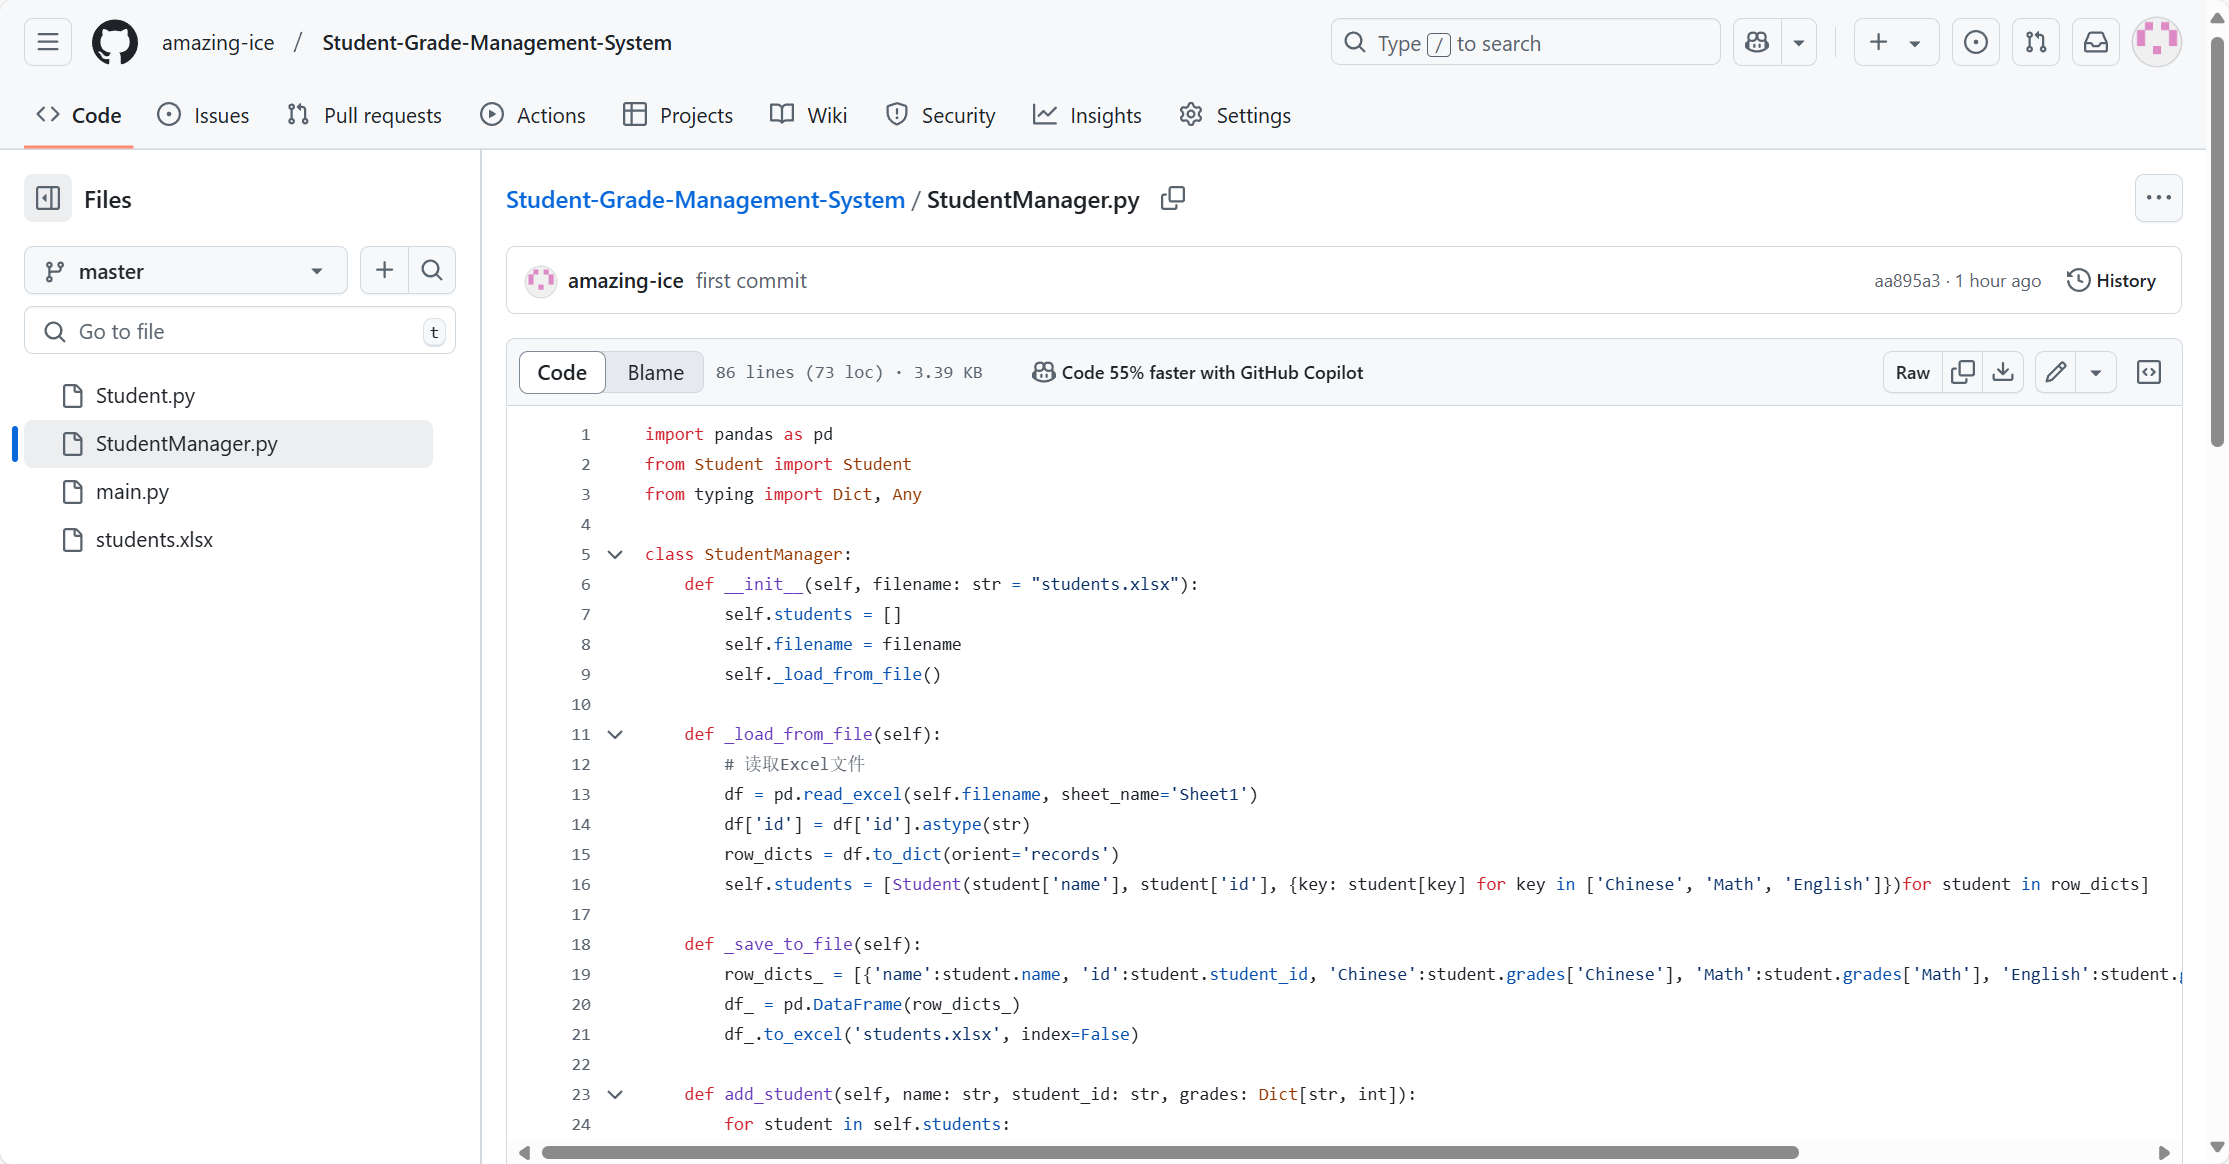 amazing-ice / Student-Grade-Management-System
Type / to search
Code
Issues
Pull requests
Actions
Projects
Wiki
Security
Insights
Settings
Files
master
Go to file
t
Student.py
StudentManager.py
main.py
students.xlsx
Student-Grade-Management-System / StudentManager.py
amazing-ice first commit
aa895a3 · 1 hour ago
History
Code
Blame
86 lines (73 loc) · 3.39 KB
Code 55% faster with GitHub Copilot
Raw
1 import pandas as pd
2 from Student import Student
3 from typing import Dict, Any
4
5 class StudentManager:
6     def __init__(self, filename: str = "students.xlsx"):
7         self.students = []
8         self.filename = filename
9         self._load_from_file()
10
11     def _load_from_file(self):
12         # 读取Excel文件
13         df = pd.read_excel(self.filename, sheet_name='Sheet1')
14         df['id'] = df['id'].astype(str)
15         row_dicts = df.to_dict(orient='records')
16         self.students = [Student(student['name'], student['id'], {key: student[key] for key in ['Chinese', 'Math', 'English']})for student in row_dicts]
17
18     def _save_to_file(self):
19         row_dicts_ = [{'name':student.name, 'id':student.student_id, 'Chinese':student.grades['Chinese'], 'Math':student.grades['Math'], 'English':student.
20         df_ = pd.DataFrame(row_dicts_)
21         df_.to_excel('students.xlsx', index=False)
22
23     def add_student(self, name: str, student_id: str, grades: Dict[str, int]):
24         for student in self.students: